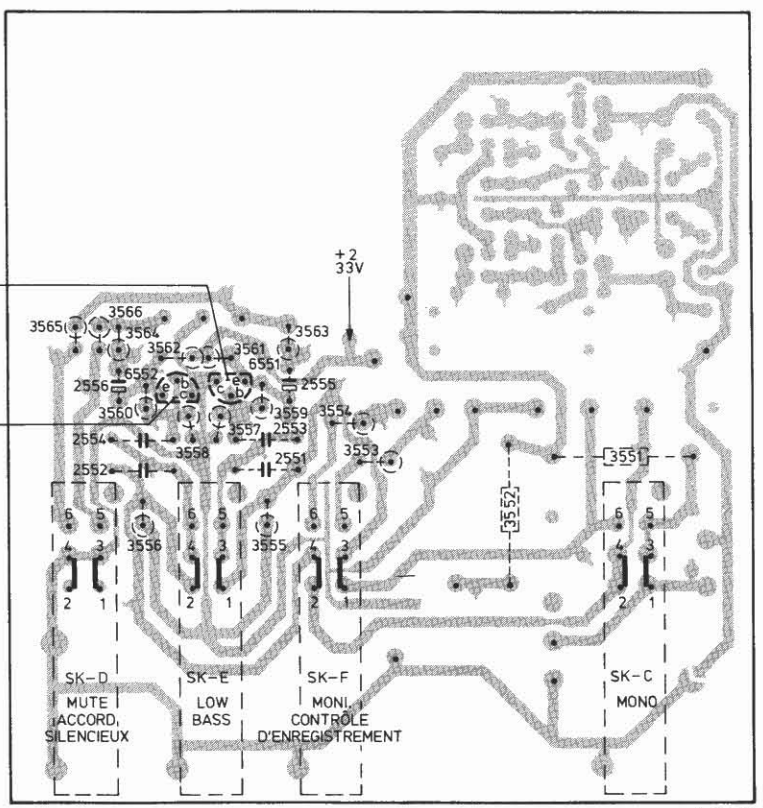 +2
33V
3566
3565
3564
3563
3562
3561
6551
6552
2556
e b
c e
b
2555
3560
3559
3554
2554
3557
2553
3558
3553
3551
2552
2551
3552
6 5
3556
6 5
3555
6 5
6 5
4 3
4 3
4 3
4 3
2 1
2 1
2 1
2 1
SK-D
SK-E
SK-F
SK-C
MUTE
ACCORD,
SILENCIEUX
LOW
BASS
MONI.
CONTRÔLE
D'ENREGISTREMENT
MONO